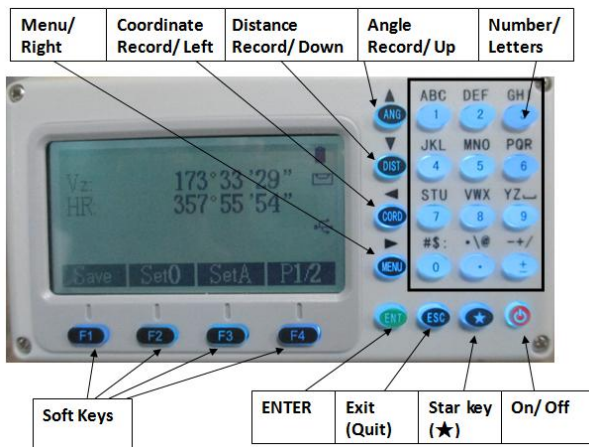 Menu/ Right
Coordinate Record/ Left
Distance Record/ Down
Angle Record/ Up
Number/ Letters
▲
ANG
ABC
DEF
GHI
1
2
3
▼
DIST
JKL
MNO
PQR
4
5
6
◄
CORD
STU
VWX
YZ⎵
7
8
9
►
MENU
#$:
•\@
-+/
0
.
±
Vz: 173°33'29"
HR: 357°55'54"
Save Set0 SetA P1/2
F1 F2 F3 F4
ENT ESC ★
Soft Keys
ENTER
Exit (Quit)
Star key (★)
On/ Off